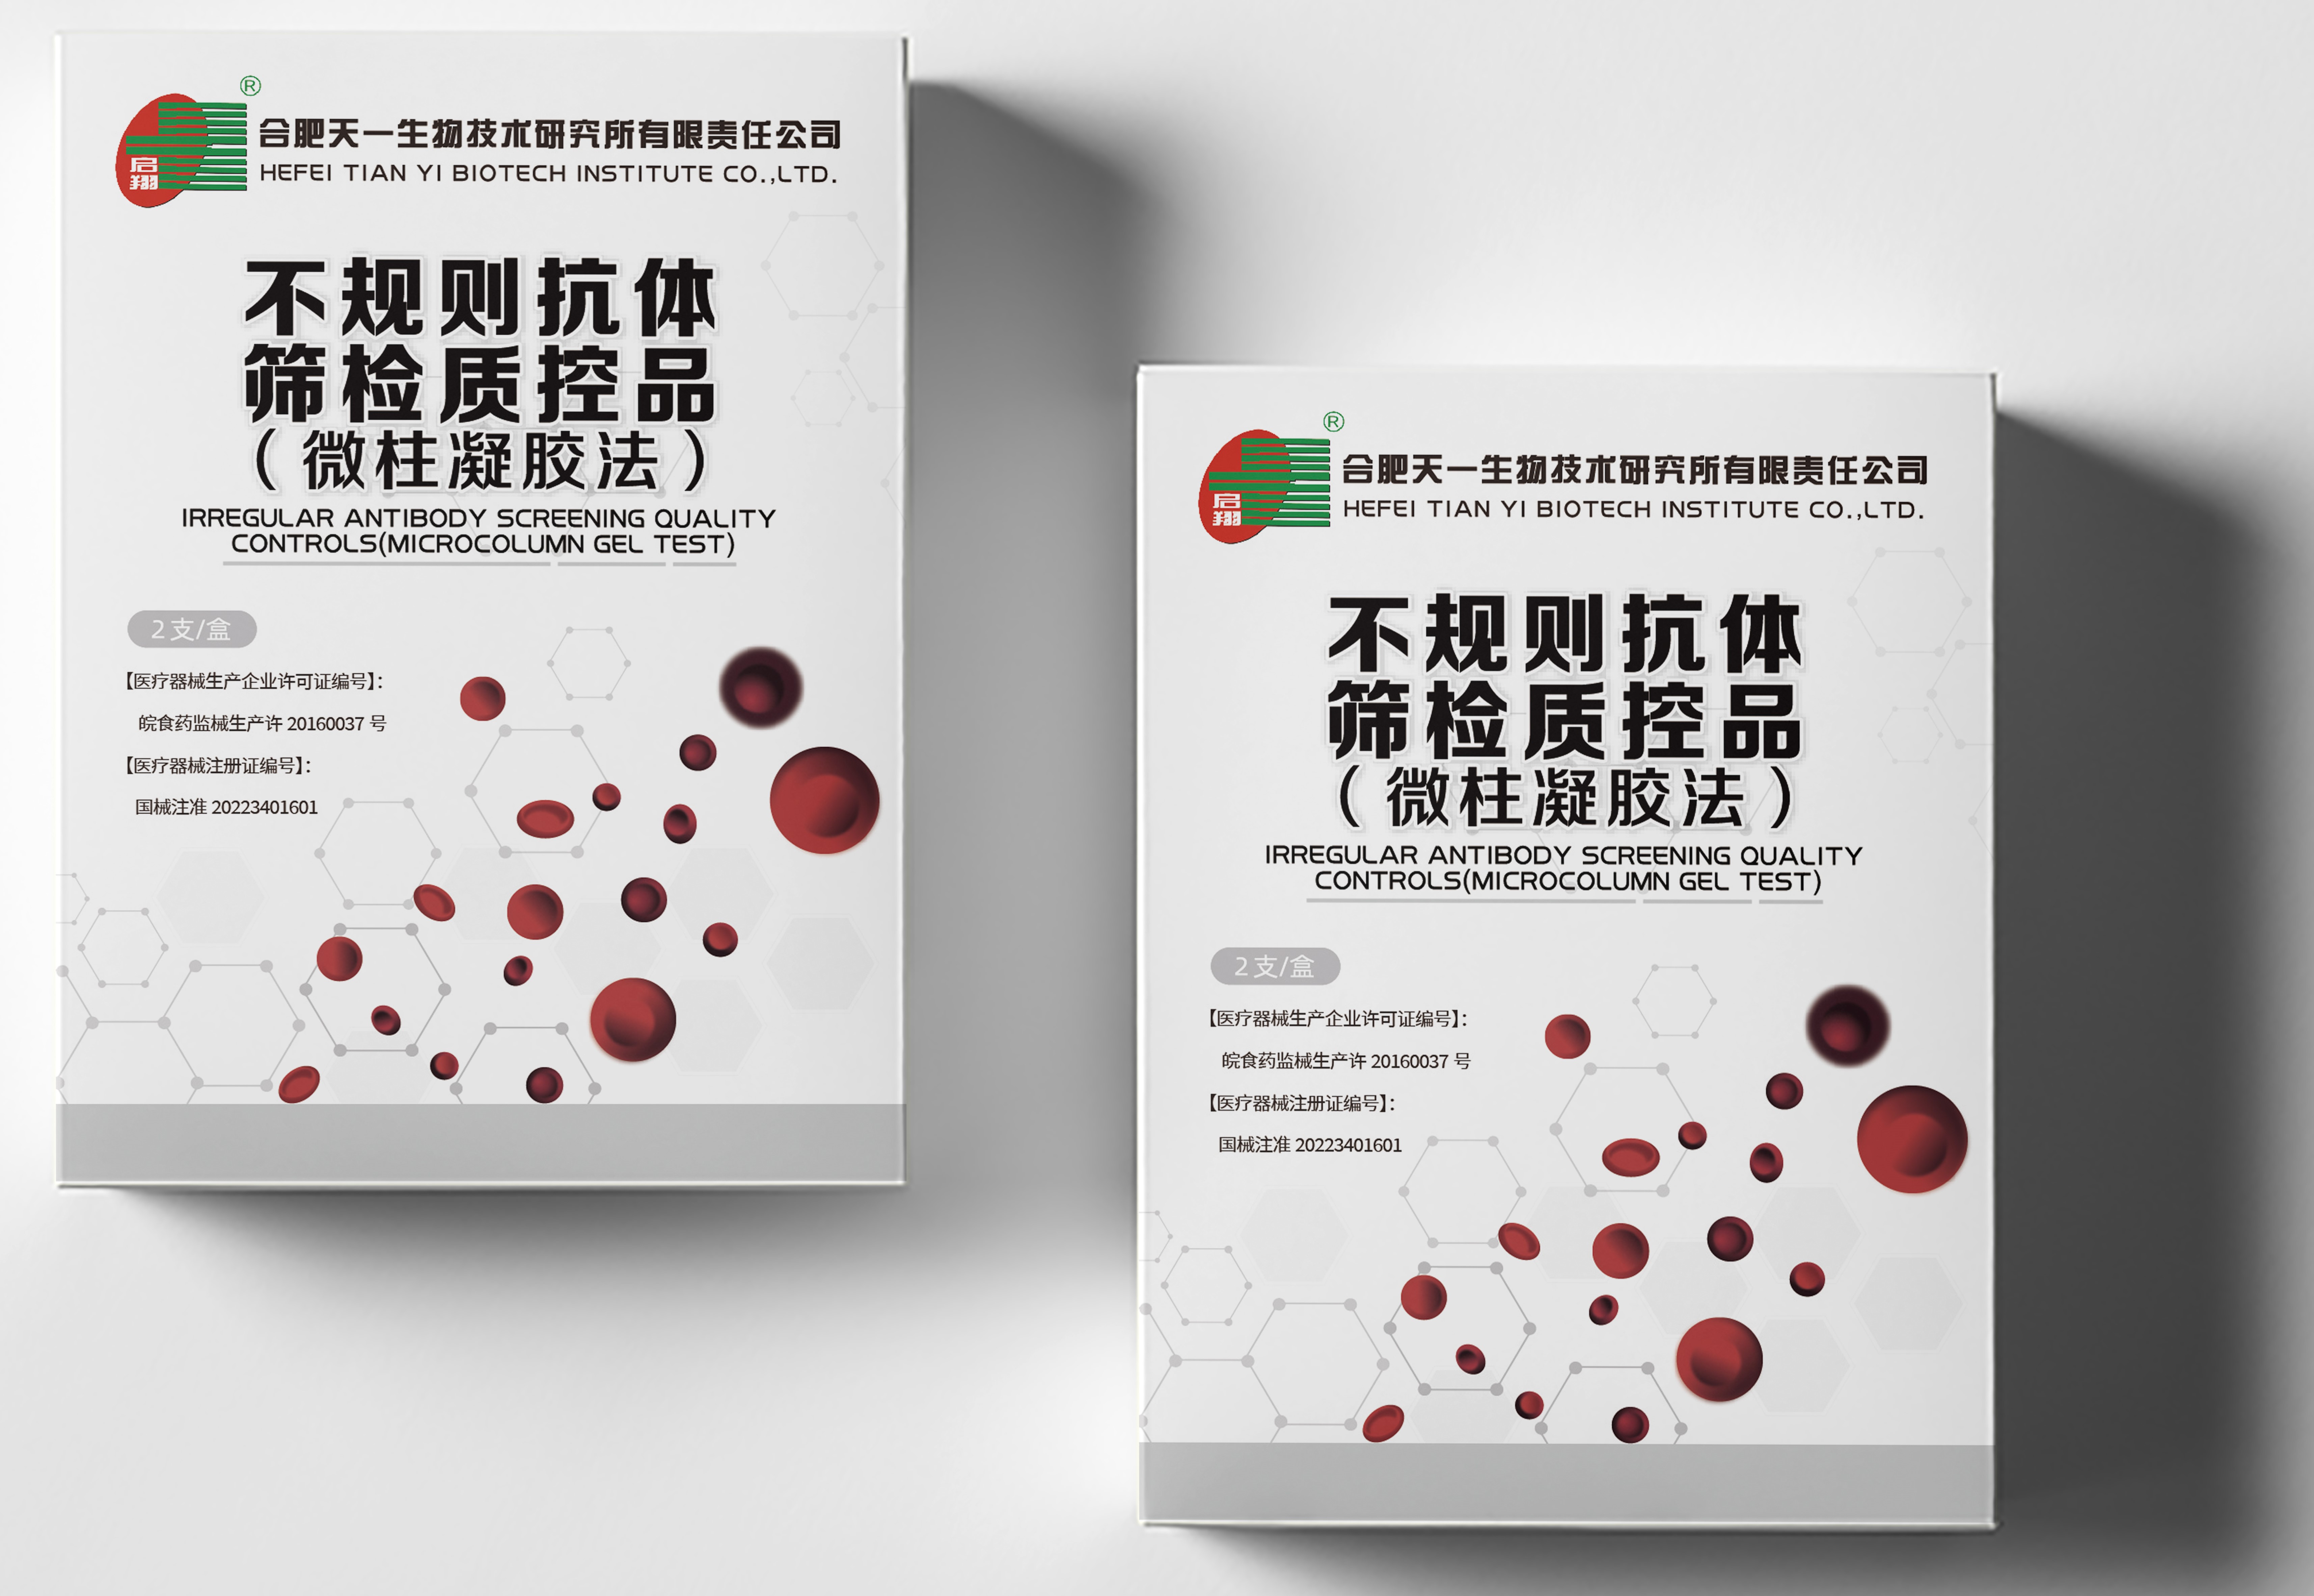 ®
合肥天一生物技术研究所有限责任公司
启翔
HEFEI TIAN YI BIOTECH INSTITUTE CO.,LTD.
不规则抗体
筛检质控品
（微柱凝胶法）
IRREGULAR ANTIBODY SCREENING QUALITY
CONTROLS(MICROCOLUMN GEL TEST)
2支/盒
【医疗器械生产企业许可证编号】：
皖食药监械生产许 20160037 号
【医疗器械注册证编号】：
国械注准 20223401601
®
合肥天一生物技术研究所有限责任公司
启翔
HEFEI TIAN YI BIOTECH INSTITUTE CO.,LTD.
不规则抗体
筛检质控品
（微柱凝胶法）
IRREGULAR ANTIBODY SCREENING QUALITY
CONTROLS(MICROCOLUMN GEL TEST)
2支/盒
【医疗器械生产企业许可证编号】：
皖食药监械生产许 20160037 号
【医疗器械注册证编号】：
国械注准 20223401601